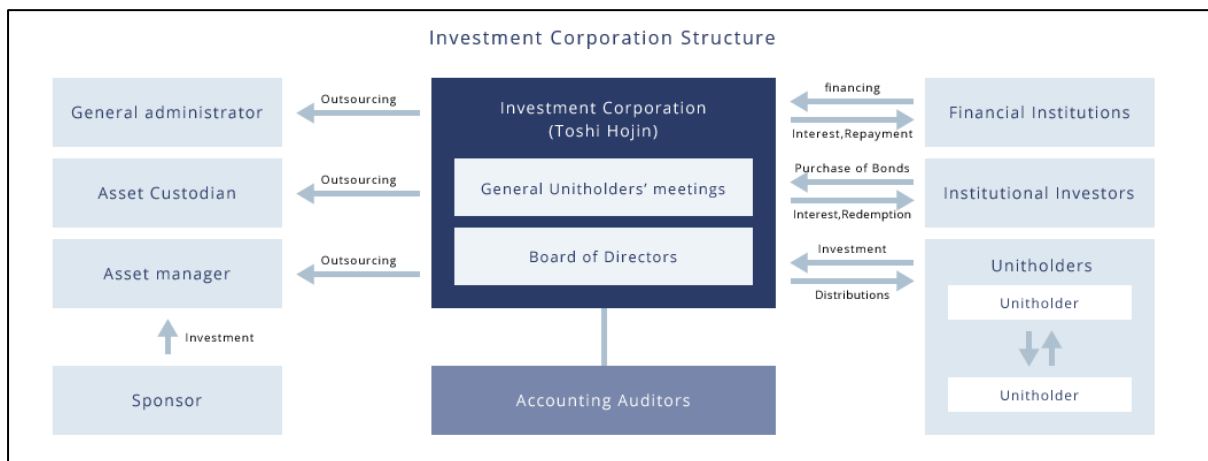 Investment Corporation Structure
General administrator
Outsourcing
Investment Corporation
(Toshi Hojin)
financing
Interest,Repayment
Financial Institutions
Asset Custodian
Outsourcing
General Unitholders’ meetings
Purchase of Bonds
Interest,Redemption
Institutional Investors
Asset manager
Outsourcing
Board of Directors
Investment
Distributions
Unitholders
Unitholder
Investment
Sponsor
Accounting Auditors
Unitholder